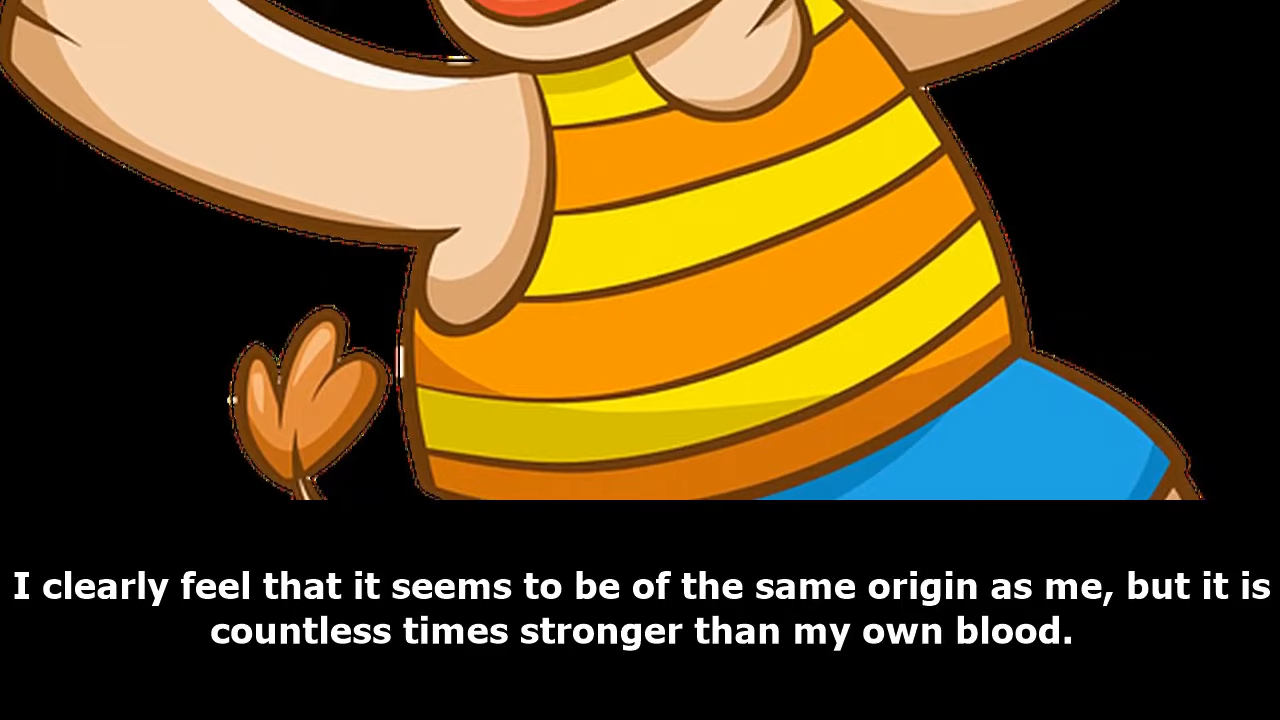 I clearly feel that it seems to be of the same origin as me, but it is
countless times stronger than my own blood.